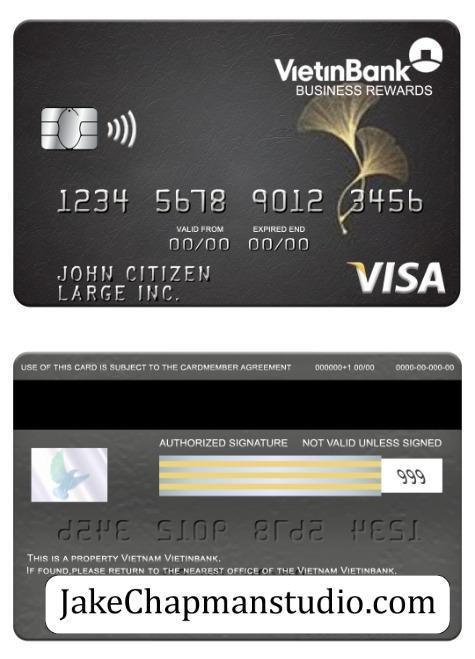 VietinBank
BUSINESS REWARDS
1234 5678 9012 3456
VALID FROM EXPIRED END
00/00 00/00
JOHN CITIZEN
LARGE INC.
VISA
USE OF THIS CARD IS SUBJECT TO THE CARDMEMBER AGREEMENT 000000+1 00/00 0000-00-000-00
AUTHORIZED SIGNATURE NOT VALID UNLESS SIGNED
999
THIS IS A PROPERTY VIETNAM VIETINBANK.
IF FOUND,PLEASE RETURN TO THE NEAREST OFFICE OF THE VIETNAM VIETINBANK.
JakeChapmanstudio.com